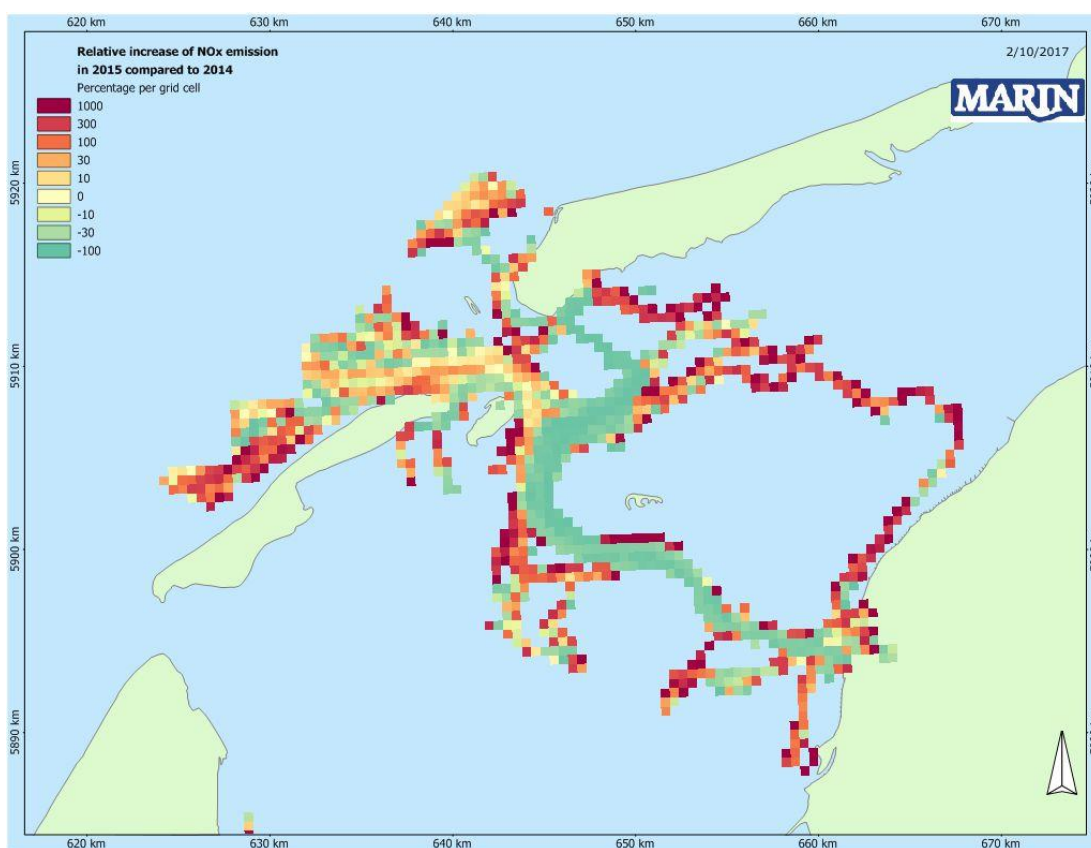 620 km 630 km 640 km 650 km 660 km 670 km
Relative increase of NOx emission
in 2015 compared to 2014
Percentage per grid cell
1000
300
100
30
10
0
-10
-30
-100
2/10/2017
MARIN
5920 km
5910 km
5900 km
5890 km
620 km 630 km 640 km 650 km 660 km 670 km